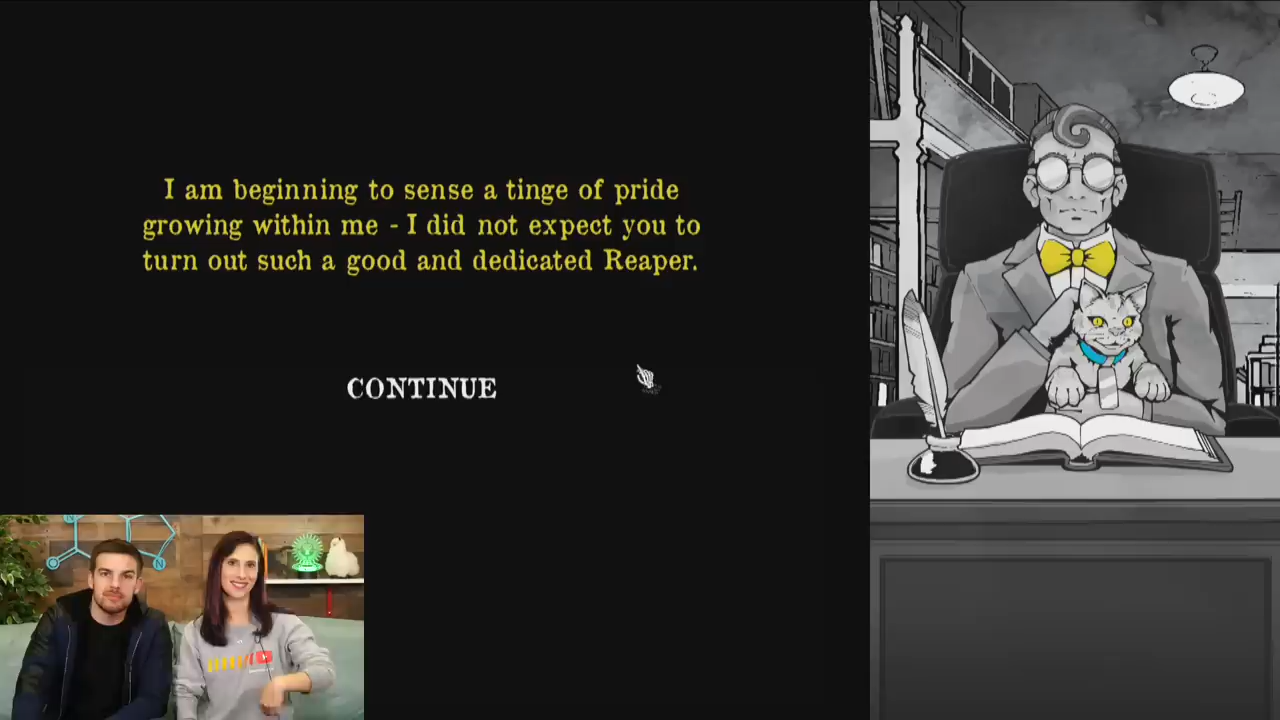 I am beginning to sense a tinge of pride
growing within me - I did not expect you to
turn out such a good and dedicated Reaper.
CONTINUE
N
N